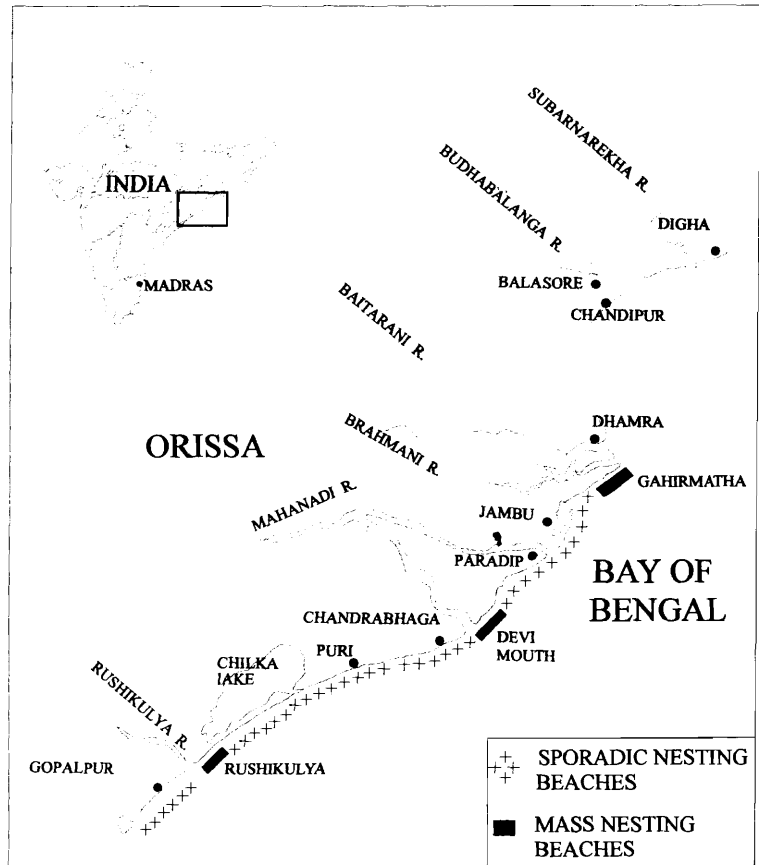 SUBARNAREKHA R.
BUDHABALANGA R.
INDIA
DIGHA
MADRAS
BALASORE
CHANDIPUR
BAITARANI R.
BRAHMANI R.
DHAMRA
ORISSA
GAHIRMATHA
MAHANADI R.
JAMBU
PARADIP
BAY OF
BENGAL
CHANDRABHAGA
DEVI
MOUTH
PURI
CHILKA
LAKE
RUSHIKULYA R.
GOPALPUR
RUSHIKULYA
SPORADIC NESTING
BEACHES
MASS NESTING
BEACHES